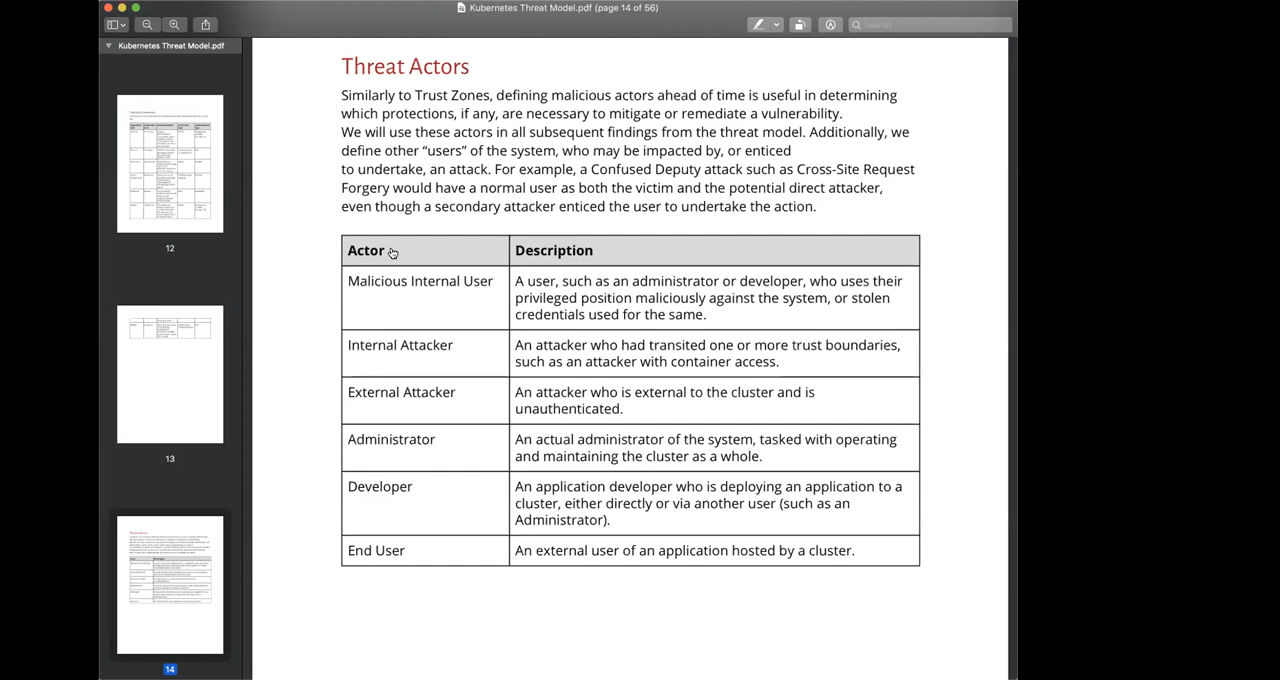 Kubernetes Threat Model.pdf (page 14 of 56)
Search
Kubernetes Threat Model.pdf
12
13
14
Threat Actors
Similarly to Trust Zones, defining malicious actors ahead of time is useful in determining
which protections, if any, are necessary to mitigate or remediate a vulnerability.
We will use these actors in all subsequent findings from the threat model. Additionally, we
define other “users” of the system, who may be impacted by, or enticed
to undertake, an attack. For example, a Confused Deputy attack such as Cross-Site Request
Forgery would have a normal user as both the victim and the potential direct attacker,
even though a secondary attacker enticed the user to undertake the action.
Actor
Description
Malicious Internal User
A user, such as an administrator or developer, who uses their
privileged position maliciously against the system, or stolen
credentials used for the same.
Internal Attacker
An attacker who had transited one or more trust boundaries,
such as an attacker with container access.
External Attacker
An attacker who is external to the cluster and is
unauthenticated.
Administrator
An actual administrator of the system, tasked with operating
and maintaining the cluster as a whole.
Developer
An application developer who is deploying an application to a
cluster, either directly or via another user (such as an
Administrator).
End User
An external user of an application hosted by a cluster.